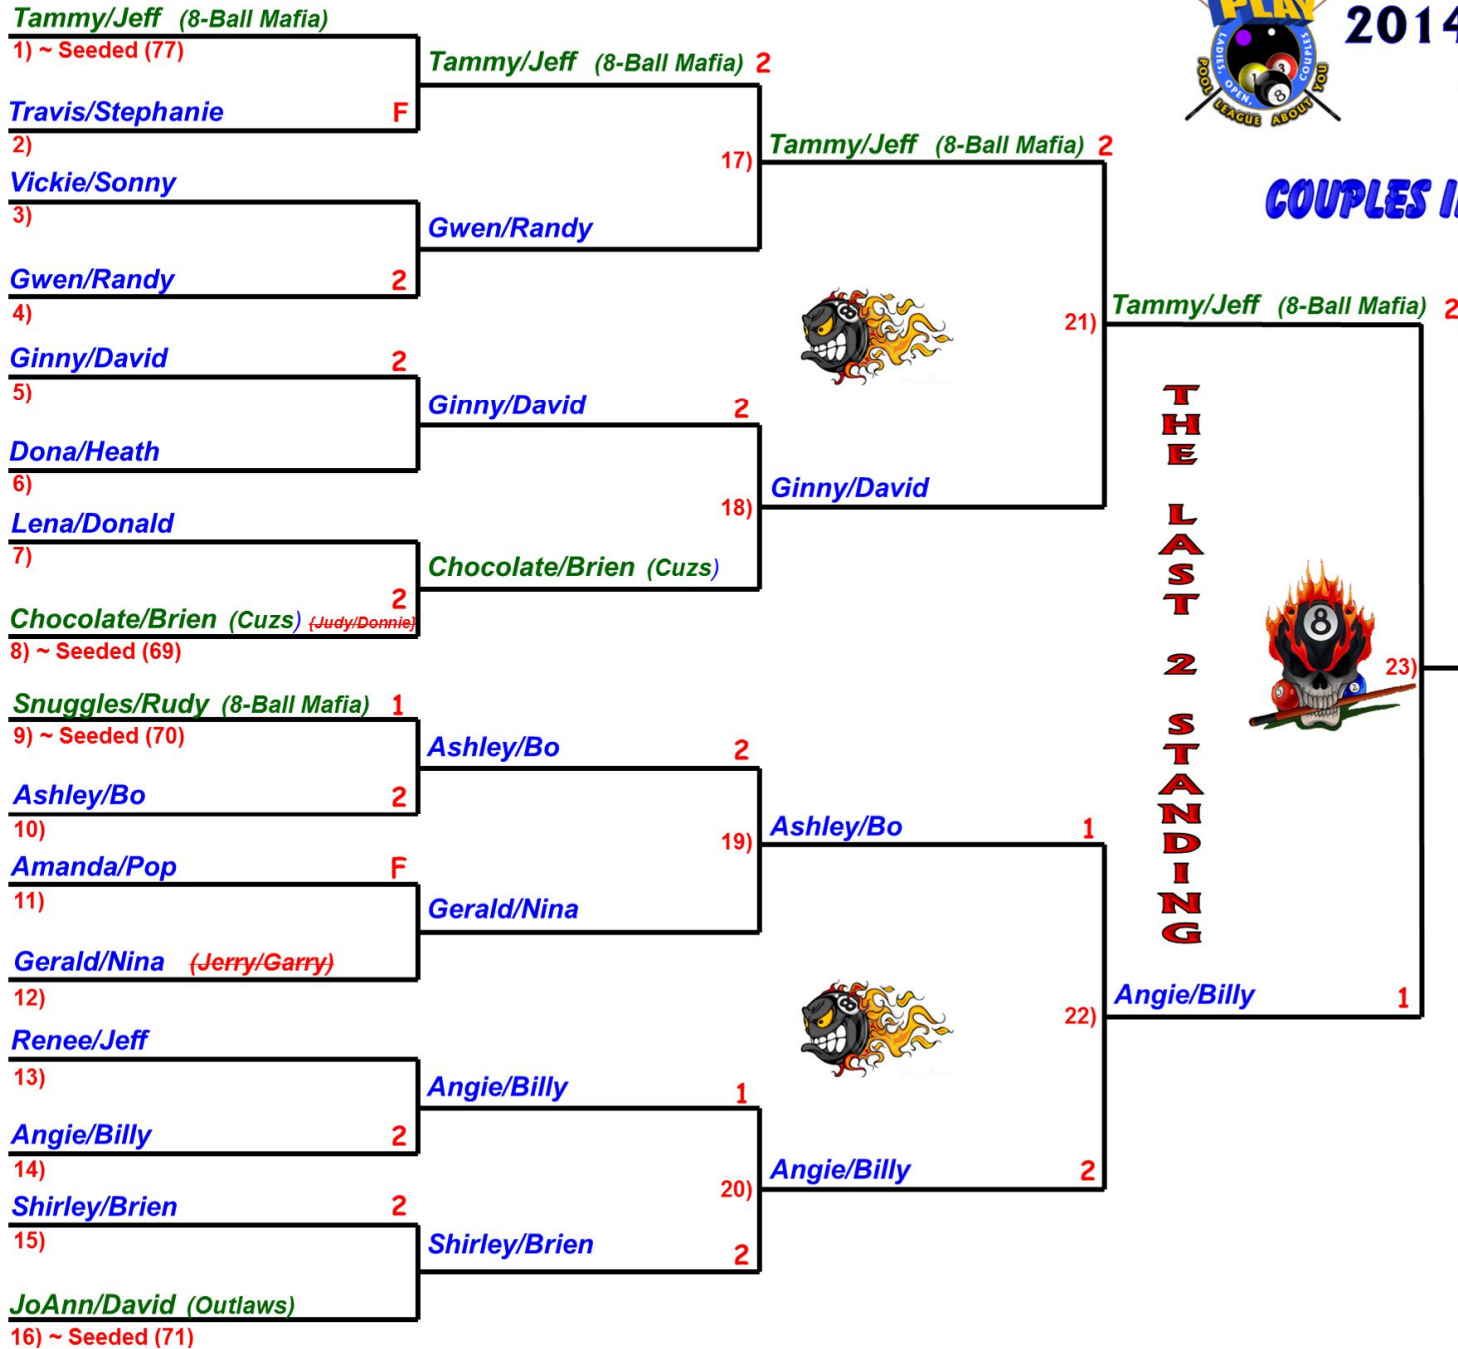 Tammy/Jeff (8-Ball Mafia)
1) ~ Seeded (77)
Travis/Stephanie F
2)
Vickie/Sonny
3)
Gwen/Randy 2
4)
Ginny/David 2
5)
Dona/Heath
6)
Lena/Donald
7)
2
Chocolate/Brien (Cuzs) (Judy/Donnie)
8) ~ Seeded (69)
Snuggles/Rudy (8-Ball Mafia) 1
9) ~ Seeded (70)
Ashley/Bo 2
10)
Amanda/Pop F
11)
Gerald/Nina (Jerry/Garry)
12)
Renee/Jeff
13)
Angie/Billy 2
14)
Shirley/Brien 2
15)
JoAnn/David (Outlaws)
16) ~ Seeded (71)
Tammy/Jeff (8-Ball Mafia) 2
17)
Gwen/Randy
Ginny/David 2
18)
Chocolate/Brien (Cuzs)
Ashley/Bo 2
19)
Gerald/Nina
Angie/Billy 1
20)
Shirley/Brien 2
Tammy/Jeff (8-Ball Mafia) 2
21)
8
Ginny/David
Ashley/Bo 1
22)
8
Angie/Billy 2
PLAY
LADIES, OPEN, COUPLES
1
3
8
POOL LEAGUE ABOUT YOU
2014
COUPLES
Tammy/Jeff (8-Ball Mafia) 2
THE
LAST
2
STANDING
8
2
23)
Angie/Billy 1